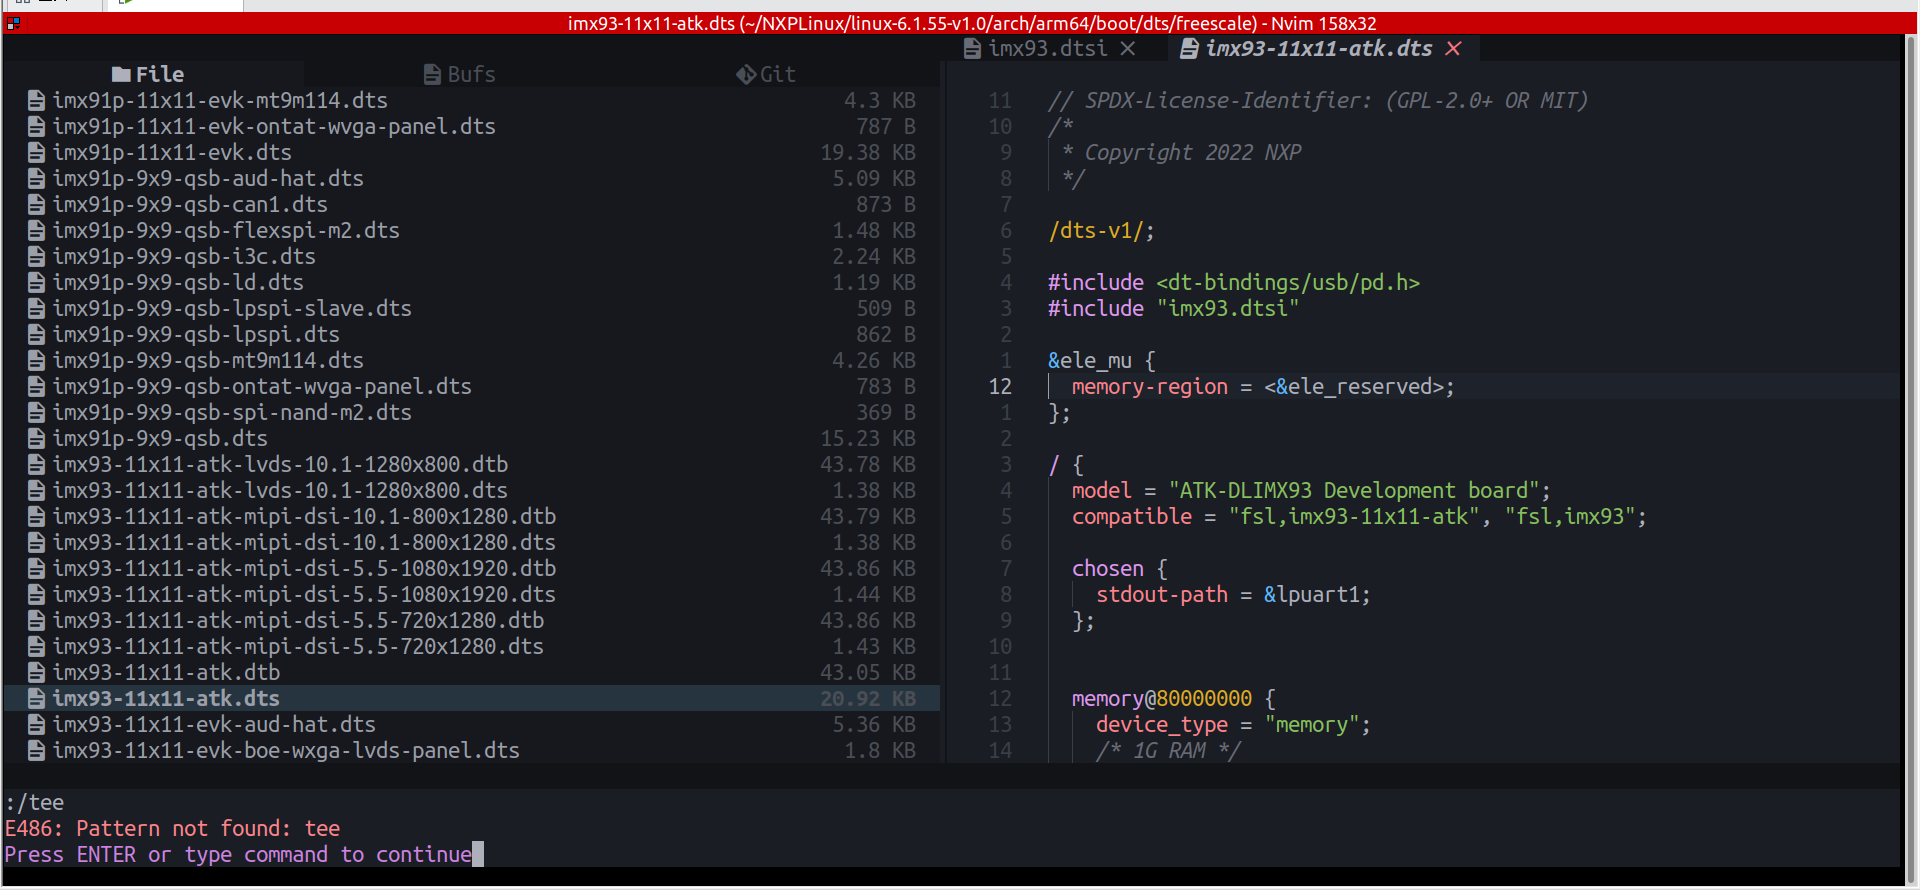 imx93-11x11-atk.dts (~/NXPLinux/linux-6.1.55-v1.0/arch/arm64/boot/dts/freescale) - Nvim 158x32
imx93.dtsi × imx93-11x11-atk.dts ×
File Bufs Git
imx91p-11x11-evk-mt9m114.dts 4.3 KB
imx91p-11x11-evk-ontat-wvga-panel.dts 787 B
imx91p-11x11-evk.dts 19.38 KB
imx91p-9x9-qsb-aud-hat.dts 5.09 KB
imx91p-9x9-qsb-can1.dts 873 B
imx91p-9x9-qsb-flexspi-m2.dts 1.48 KB
imx91p-9x9-qsb-i3c.dts 2.24 KB
imx91p-9x9-qsb-ld.dts 1.19 KB
imx91p-9x9-qsb-lpspi-slave.dts 509 B
imx91p-9x9-qsb-lpspi.dts 862 B
imx91p-9x9-qsb-mt9m114.dts 4.26 KB
imx91p-9x9-qsb-ontat-wvga-panel.dts 783 B
imx91p-9x9-qsb-spi-nand-m2.dts 369 B
imx91p-9x9-qsb.dts 15.23 KB
imx93-11x11-atk-lvds-10.1-1280x800.dtb 43.78 KB
imx93-11x11-atk-lvds-10.1-1280x800.dts 1.38 KB
imx93-11x11-atk-mipi-dsi-10.1-800x1280.dtb 43.79 KB
imx93-11x11-atk-mipi-dsi-10.1-800x1280.dts 1.38 KB
imx93-11x11-atk-mipi-dsi-5.5-1080x1920.dtb 43.86 KB
imx93-11x11-atk-mipi-dsi-5.5-1080x1920.dts 1.44 KB
imx93-11x11-atk-mipi-dsi-5.5-720x1280.dtb 43.86 KB
imx93-11x11-atk-mipi-dsi-5.5-720x1280.dts 1.43 KB
imx93-11x11-atk.dtb 43.05 KB
imx93-11x11-atk.dts 20.92 KB
imx93-11x11-evk-aud-hat.dts 5.36 KB
imx93-11x11-evk-boe-wxga-lvds-panel.dts 1.8 KB
11 // SPDX-License-Identifier: (GPL-2.0+ OR MIT)
10 /*
9 * Copyright 2022 NXP
8 */
7
6 /dts-v1/;
5
4 #include <dt-bindings/usb/pd.h>
3 #include "imx93.dtsi"
2
1 &ele_mu {
12 memory-region = <&ele_reserved>;
1 };
2
3 / {
4 model = "ATK-DLIMX93 Development board";
5 compatible = "fsl,imx93-11x11-atk", "fsl,imx93";
6
7 chosen {
8 stdout-path = &lpuart1;
9 };
10
11
12 memory@80000000 {
13 device_type = "memory";
14 /* 1G RAM */
:/tee
E486: Pattern not found: tee
Press ENTER or type command to continue